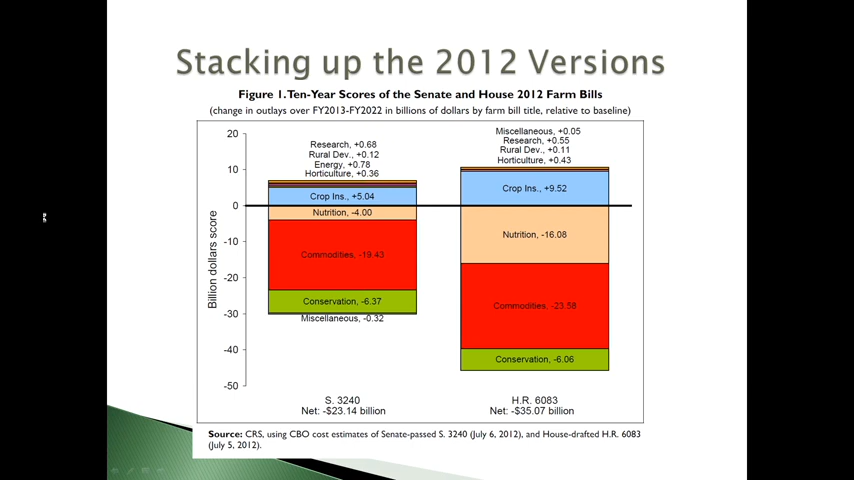 Stacking up the 2012 Versions
Figure 1. Ten-Year Scores of the Senate and House 2012 Farm Bills
(change in outlays over FY2013-FY2022 in billions of dollars by farm bill title, relative to baseline)
Billion dollars score
20
10
0
-10
-20
-30
-40
-50
Research, +0.68
Rural Dev., +0.12
Energy, +0.78
Horticulture, +0.36
Crop Ins., +5.04
Nutrition, -4.00
Commodities, -19.43
Conservation, -6.37
Miscellaneous, -0.32
S. 3240
Net: -$23.14 billion
Miscellaneous, +0.05
Research, +0.55
Rural Dev., +0.11
Horticulture, +0.43
Crop Ins., +9.52
Nutrition, -16.08
Commodities, -23.58
Conservation, -6.06
H.R. 6083
Net: -$35.07 billion
Source: CRS, using CBO cost estimates of Senate-passed S. 3240 (July 6, 2012), and House-drafted H.R. 6083
(July 5, 2012).